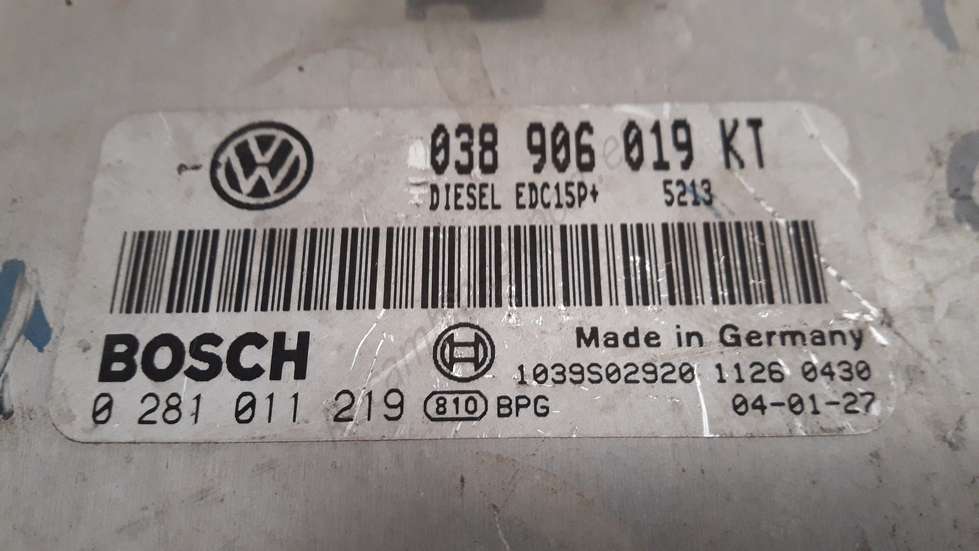 038 906 019 KT
DIESEL EDC15P+ 5213
BOSCH
Made in Germany
1039S02920 1126 0430
0 281 011 219 810 BPG 04-01-27